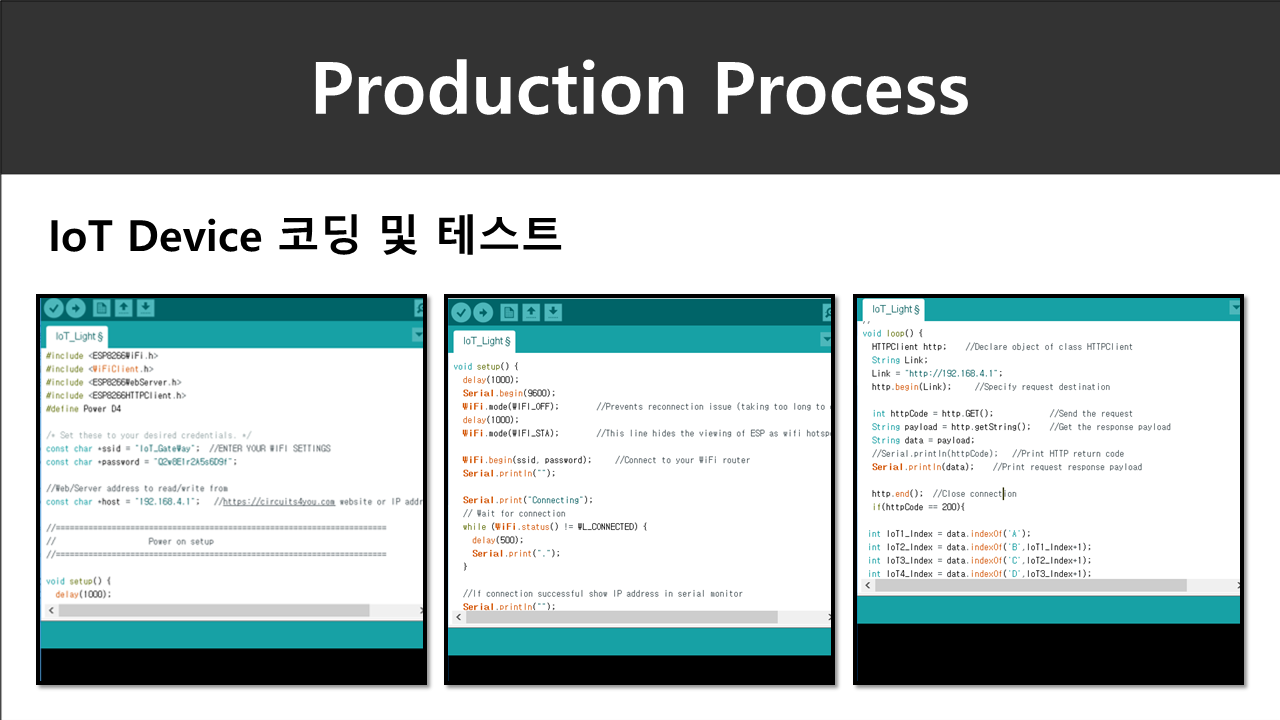 Production Process
IoT Device 코딩 및 테스트
IoT_Light §
#include <ESP8266WiFi.h>
#include <WiFiClient.h>
#include <ESP8266WebServer.h>
#include <ESP8266HTTPClient.h>
#define Power D4
/* Set these to your desired credentials. */
const char *ssid = "IoT_GateWay";  //ENTER YOUR WIFI SETTINGS
const char *password =
//Web/Server address to read/write from
const char *host = "192.168.4.1";   //https://circuits4you.com website or IP addr
//=======================================================================
//                    Power on setup
//=======================================================================
void setup() {
delay(1000);
IoT_Light §
void setup() {
delay(1000);
Serial.begin(9600);
WiFi.mode(WIFI_OFF);        //Prevents reconnection issue (taking too long to
delay(1000);
WiFi.mode(WIFI_STA);        //This line hides the viewing of ESP as wifi hotsp
WiFi.begin(ssid, password);     //Connect to your WiFi router
Serial.println("");
Serial.print("Connecting");
// Wait for connection
while (WiFi.status() != WL_CONNECTED) {
delay(500);
Serial.print(".");
}
//If connection successful show IP address in serial monitor
Serial.println("");
IoT_Light §
//
void loop() {
HTTPClient http;    //Declare object of class HTTPClient
String Link;
Link = "http://192.168.4.1";
http.begin(Link);     //Specify request destination
int httpCode = http.GET();            //Send the request
String payload = http.getString();    //Get the response payload
String data = payload;
//Serial.println(httpCode);   //Print HTTP return code
Serial.println(data);    //Print request response payload
http.end();  //Close connection
if(httpCode == 200){
int IoT1_Index = data.indexOf('A');
int IoT2_Index = data.indexOf('B',IoT1_Index+1);
int IoT3_Index = data.indexOf('C',IoT2_Index+1);
int IoT4_Index = data.indexOf('D',IoT3_Index+1);